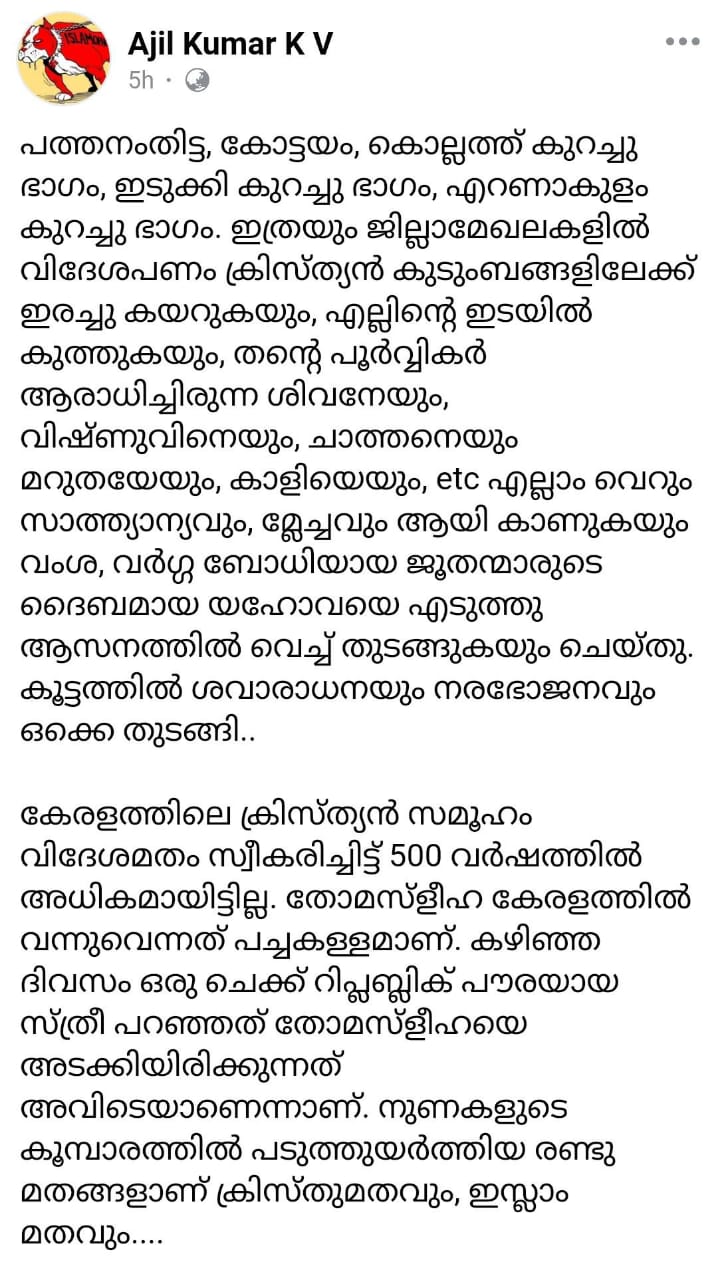 ISLAMOPH
Ajil Kumar K V
5h ·
പത്തനംതിട്ട, കോട്ടയം, കൊല്ലത്ത് കുറച്ചു
ഭാഗം, ഇടുക്കി കുറച്ചു ഭാഗം, എറണാകുളം
കുറച്ചു ഭാഗം. ഇത്രയും ജില്ലാമേഖലകളിൽ
വിദേശപണം ക്രിസ്ത്യൻ കുടുംബങ്ങളിലേക്ക്
ഇരച്ചു കയറുകയും, എല്ലിന്റെ ഇടയിൽ
കുത്തുകയും, തന്റെ പൂർവ്വികർ
ആരാധിച്ചിരുന്ന ശിവനേയും,
വിഷ്ണുവിനെയും, ചാത്തനെയും
മറുതയേയും, കാളിയെയും, etc എല്ലാം വെറും
സാത്ത്യാന്യവും, മ്ലേച്ചവും ആയി കാണുകയും
വംശ, വർഗ്ഗ ബോധിയായ ജൂതന്മാരുടെ
ദൈബമായ യഹോവയെ എടുത്തു
ആസനത്തിൽ വെച്ച് തുടങ്ങുകയും ചെയ്തു.
കൂട്ടത്തിൽ ശവാരാധനയും നരഭോജനവും
ഒക്കെ തുടങ്ങി..
കേരളത്തിലെ ക്രിസ്ത്യൻ സമൂഹം
വിദേശമതം സ്വീകരിച്ചിട്ട് 500 വർഷത്തിൽ
അധികമായിട്ടില്ല. തോമസ്ളീഹ കേരളത്തിൽ
വന്നുവെന്നത് പച്ചകള്ളമാണ്. കഴിഞ്ഞ
ദിവസം ഒരു ചെക്ക് റിപ്ലബ്ലിക് പൗരയായ
സ്ത്രീ പറഞ്ഞത് തോമസ്ളീഹയെ
അടക്കിയിരിക്കുന്നത്
അവിടെയാണെന്നാണ്. നുണകളുടെ
കൂമ്പാരത്തിൽ പടുത്തുയർത്തിയ രണ്ടു
മതങ്ങളാണ് ക്രിസ്തുമതവും, ഇസ്ലാം
മതവും....